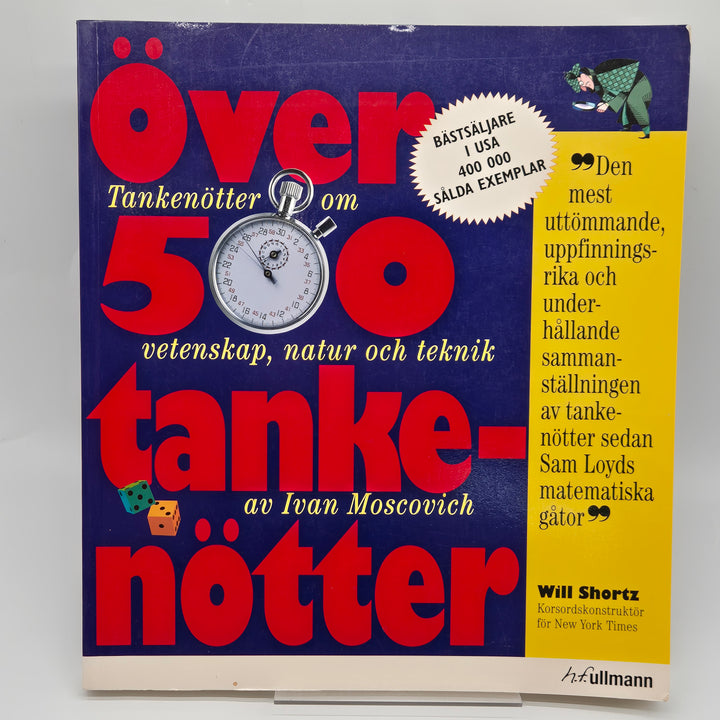 Över
Tankenötter om
500
vetenskap, natur och teknik
tanke-
av Ivan Moscovich
nötter
BÄSTSÄLJARE
I USA
400 000
SÅLDA EXEMPLAR
”Den
mest
uttömmande,
uppfinnings-
rika och
under-
hållande
samman-
ställningen
av tanke-
nötter sedan
Sam Loyds
matematiska
gåtor”
Will Shortz
Korsordskonstruktör
för New York Times
h.f.ullmann